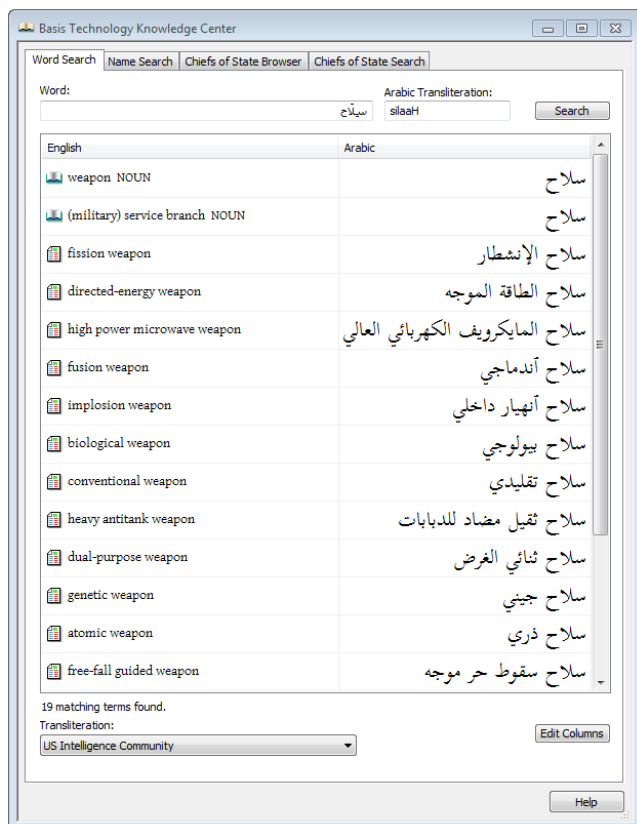 Basis Technology Knowledge Center
Word Search Name Search Chiefs of State Browser Chiefs of State Search
Word: Arabic Transliteration:
سيلّاح silaaH Search
English Arabic
weapon NOUN سلاح
(military) service branch NOUN سلاح
fission weapon سلاح الإنشطار
directed-energy weapon سلاح الطاقة الموجه
high power microwave weapon سلاح المايكرويف الكهربائي العالي
fusion weapon سلاح آندماجي
implosion weapon سلاح آنهيار داخلي
biological weapon سلاح بيولوجي
conventional weapon سلاح تقليدي
heavy antitank weapon سلاح ثقيل مضاد للدبابات
dual-purpose weapon سلاح ثنائي الغرض
genetic weapon سلاح جيني
atomic weapon سلاح ذري
free-fall guided weapon سلاح سقوط حر موجه
19 matching terms found.
Transliteration:
US Intelligence Community Edit Columns
Help